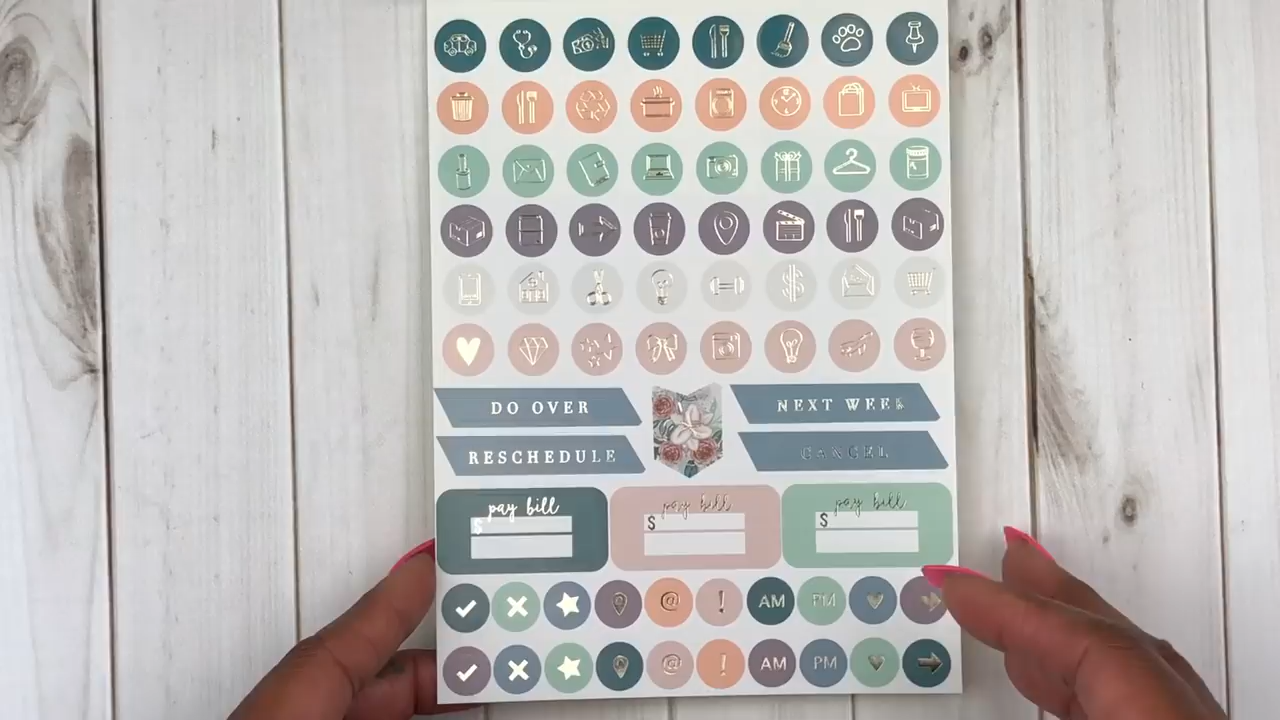 DO OVER
NEXT WEEK
RESCHEDULE
CANCEL
pay bill
$
pay bill
$
pay bill
$
@ ! AM PM
@ ! AM PM